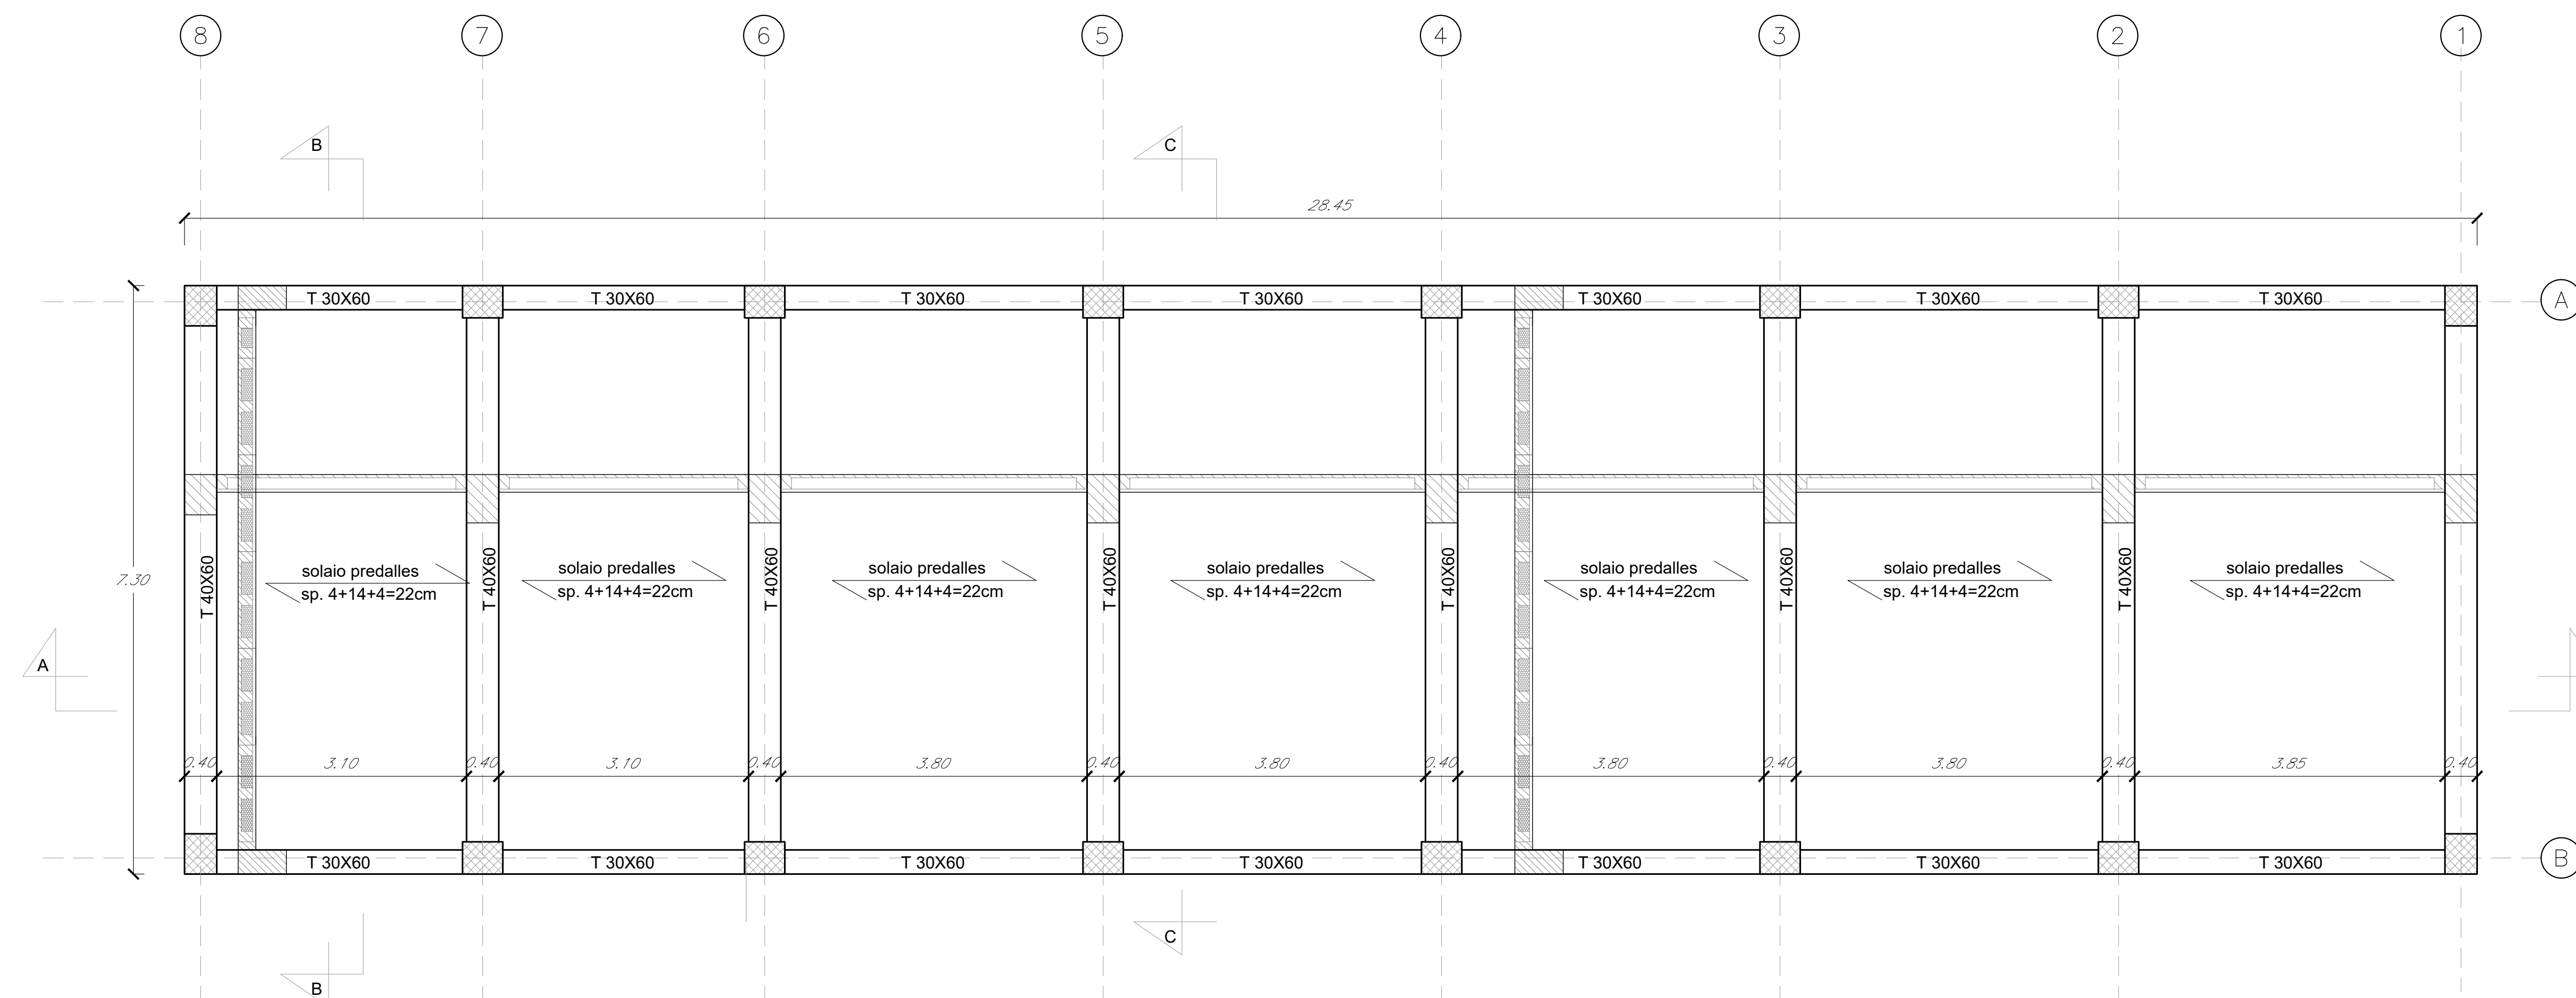 8 7 6 5 4 3 2 1
B C
28.45
A
T 30X60 T 30X60 T 30X60 T 30X60 T 30X60 T 30X60 T 30X60
7.30
T 40X60 T 40X60 T 40X60 T 40X60 T 40X60 T 40X60 T 40X60
solaio predalles solaio predalles solaio predalles solaio predalles solaio predalles solaio predalles solaio predalles
sp. 4+14+4=22cm sp. 4+14+4=22cm sp. 4+14+4=22cm sp. 4+14+4=22cm sp. 4+14+4=22cm sp. 4+14+4=22cm sp. 4+14+4=22cm
A
0.40 3.10 0.40 3.10 0.40 3.80 0.40 3.80 0.40 3.80 0.40 3.80 0.40 3.85 0.40
T 30X60 T 30X60 T 30X60 T 30X60 T 30X60 T 30X60 T 30X60
B
C
B